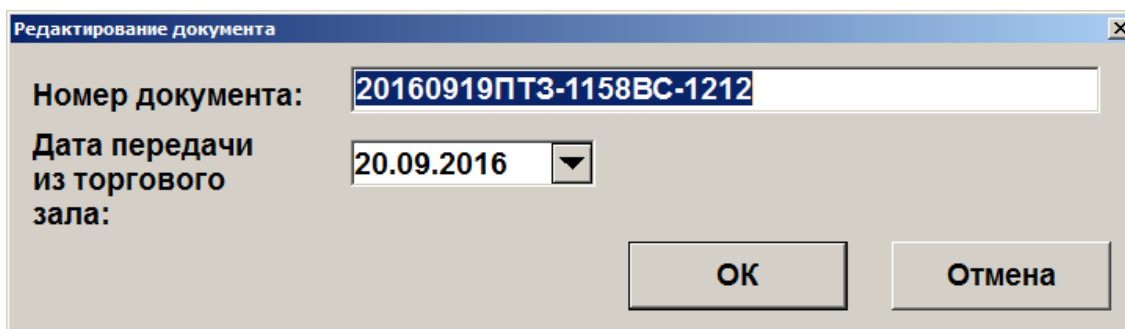 Редактирование документа
Номер документа: 20160919ПТЗ-1158ВС-1212
Дата передачи
из торгового
зала:
20.09.2016
ОК
Отмена